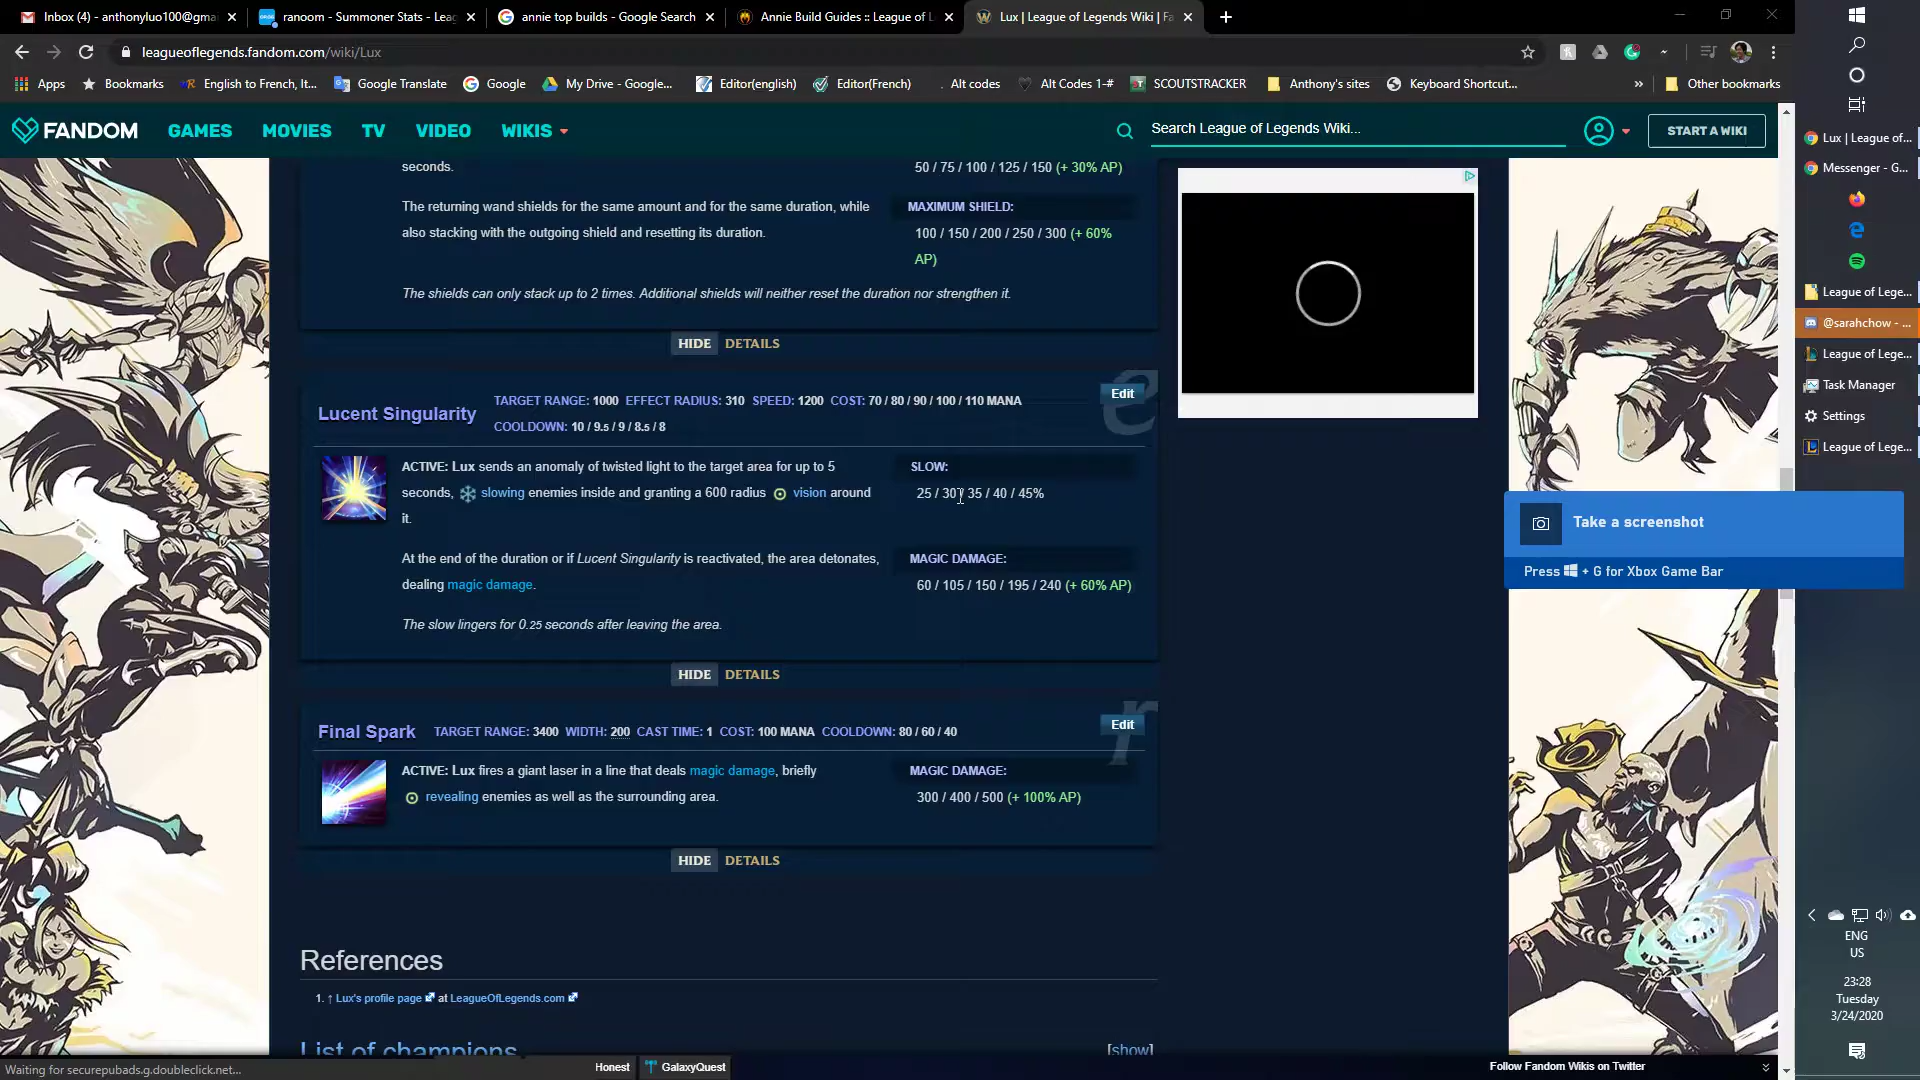 Inbox (4) - anthonyluo100@gma
ranoom - Summoner Stats - Lea
annie top builds - Google Search
Annie Build Guides :: League of L
Lux | League of Legends Wiki | Fa
leagueoflegends.fandom.com/wiki/Lux
Apps
Bookmarks
English to French, It...
Google Translate
Google
My Drive - Google...
Editor(english)
Editor(French)
Alt codes
Alt Codes 1-#
SCOUTSTRACKER
Anthony's sites
Keyboard Shortcut...
»
Other bookmarks
FANDOM
GAMES
MOVIES
TV
VIDEO
WIKIS
Search League of Legends Wiki...
START A WIKI
seconds.
50 / 75 / 100 / 125 / 150 (+ 30% AP)
The returning wand shields for the same amount and for the same duration, while
also stacking with the outgoing shield and resetting its duration.
MAXIMUM SHIELD:
100 / 150 / 200 / 250 / 300 (+ 60%
AP)
The shields can only stack up to 2 times. Additional shields will neither reset the duration nor strengthen it.
HIDE DETAILS
Lucent Singularity
TARGET RANGE: 1000 EFFECT RADIUS: 310 SPEED: 1200 COST: 70 / 80 / 90 / 100 / 110 MANA
COOLDOWN: 10 / 9.5 / 9 / 8.5 / 8
Edit
e
ACTIVE: Lux sends an anomaly of twisted light to the target area for up to 5
seconds, slowing enemies inside and granting a 600 radius vision around
it.
SLOW:
25 / 30 / 35 / 40 / 45%
At the end of the duration or if Lucent Singularity is reactivated, the area detonates,
dealing magic damage.
MAGIC DAMAGE:
60 / 105 / 150 / 195 / 240 (+ 60% AP)
The slow lingers for 0.25 seconds after leaving the area.
HIDE DETAILS
Final Spark
TARGET RANGE: 3400 WIDTH: 200 CAST TIME: 1 COST: 100 MANA COOLDOWN: 80 / 60 / 40
Edit
r
ACTIVE: Lux fires a giant laser in a line that deals magic damage, briefly
revealing enemies as well as the surrounding area.
MAGIC DAMAGE:
300 / 400 / 500 (+ 100% AP)
HIDE DETAILS
References
1. ↑ Lux's profile page at LeagueOfLegends.com
List of champions
[show]
Waiting for securepubads.g.doubleclick.net...
Honest
GalaxyQuest
Follow Fandom Wikis on Twitter
Lux | League of...
Messenger - G...
League of Lege...
@sarahchow - ...
League of Lege...
Task Manager
Settings
League of Lege...
Take a screenshot
Press + G for Xbox Game Bar
ENG
US
23:28
Tuesday
3/24/2020